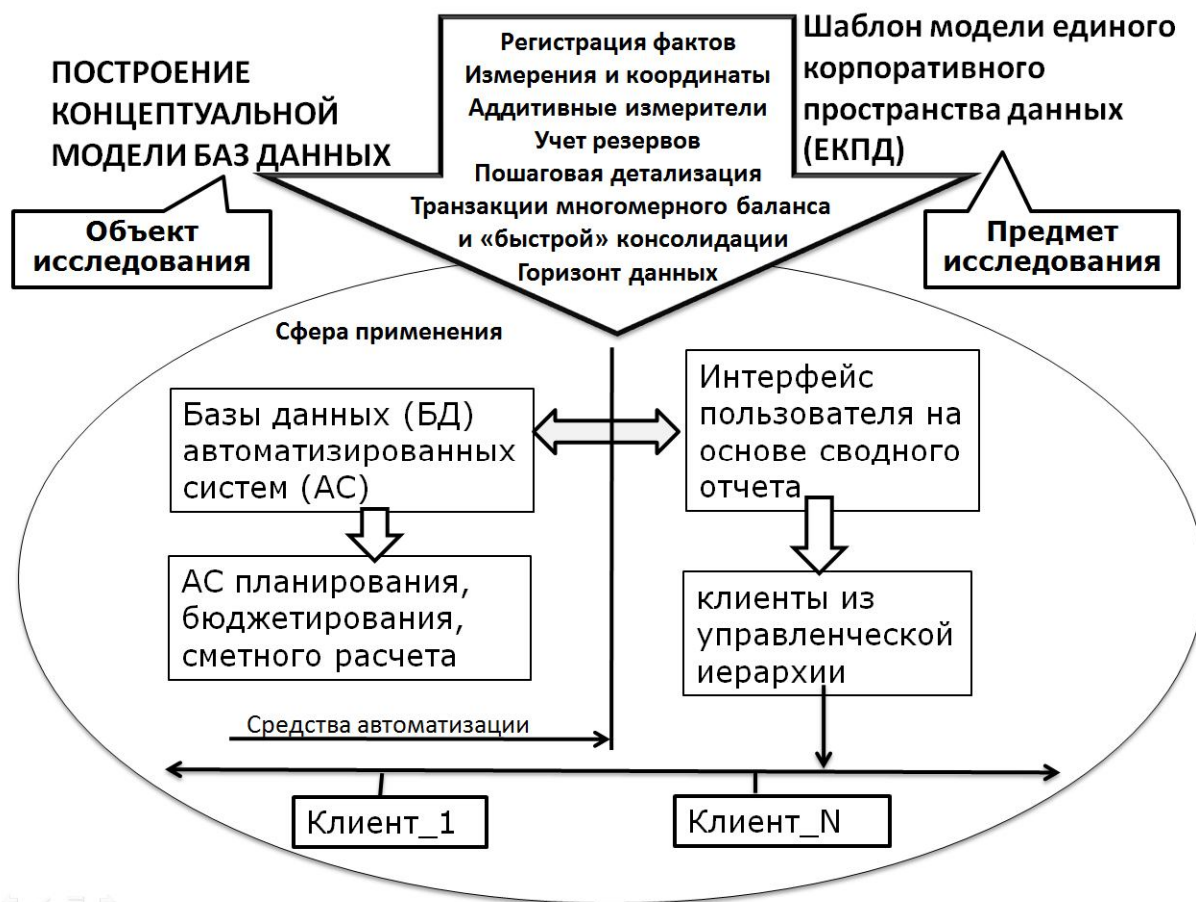 ПОСТРОЕНИЕ
КОНЦЕПТУАЛЬНОЙ
МОДЕЛИ БАЗ ДАННЫХ
Объект
исследования
Регистрация фактов
Измерения и координаты
Аддитивные измерители
Учет резервов
Пошаговая детализация
Транзакции многомерного баланса
и «быстрой» консолидации
Горизонт данных
Шаблон модели единого
корпоративного
пространства данных
(ЕКПД)
Предмет
исследования
Сфера применения
Базы данных (БД)
автоматизированных
систем (АС)
Интерфейс
пользователя на
основе сводного
отчета
АС планирования,
бюджетирования,
сметного расчета
клиенты из
управленческой
иерархии
Средства автоматизации
Клиент_1
Клиент_N